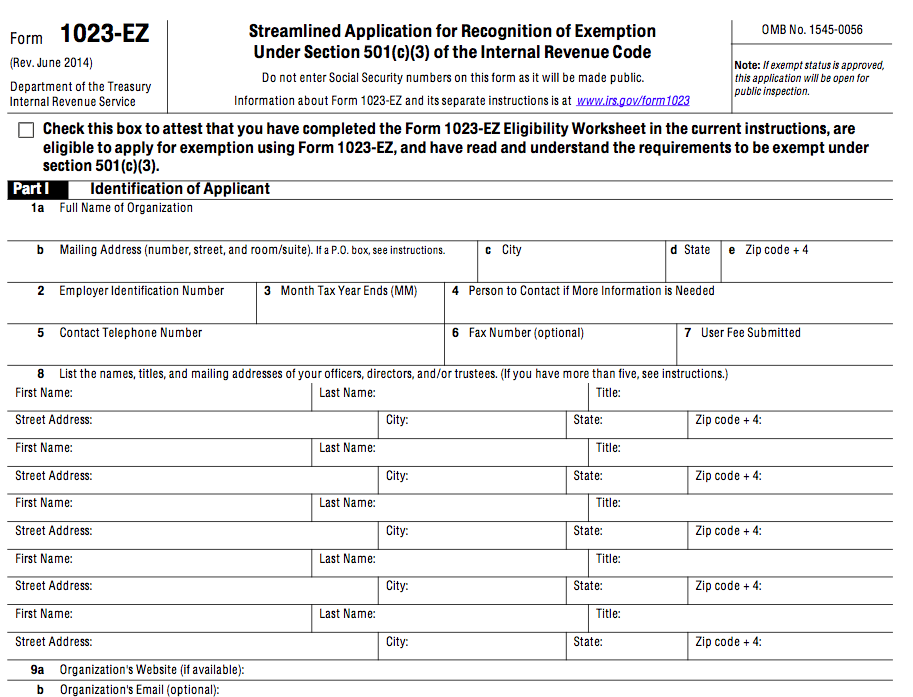 Form 1023-EZ
(Rev. June 2014)
Department of the Treasury
Internal Revenue Service
Streamlined Application for Recognition of Exemption
Under Section 501(c)(3) of the Internal Revenue Code
Do not enter Social Security numbers on this form as it will be made public.
Information about Form 1023-EZ and its separate instructions is at www.irs.gov/form1023
OMB No. 1545-0056
Note: If exempt status is approved,
this application will be open for
public inspection.
Check this box to attest that you have completed the Form 1023-EZ Eligibility Worksheet in the current instructions, are
eligible to apply for exemption using Form 1023-EZ, and have read and understand the requirements to be exempt under
section 501(c)(3).
Part I Identification of Applicant
1a Full Name of Organization
b Mailing Address (number, street, and room/suite). If a P.O. box, see instructions. c City d State e Zip code + 4
2 Employer Identification Number 3 Month Tax Year Ends (MM) 4 Person to Contact if More Information is Needed
5 Contact Telephone Number 6 Fax Number (optional) 7 User Fee Submitted
8 List the names, titles, and mailing addresses of your officers, directors, and/or trustees. (If you have more than five, see instructions.)
First Name: Last Name: Title:
Street Address: City: State: Zip code + 4:
First Name: Last Name: Title:
Street Address: City: State: Zip code + 4:
First Name: Last Name: Title:
Street Address: City: State: Zip code + 4:
First Name: Last Name: Title:
Street Address: City: State: Zip code + 4:
First Name: Last Name: Title:
Street Address: City: State: Zip code + 4:
9a Organization's Website (if available):
b Organization's Email (optional):